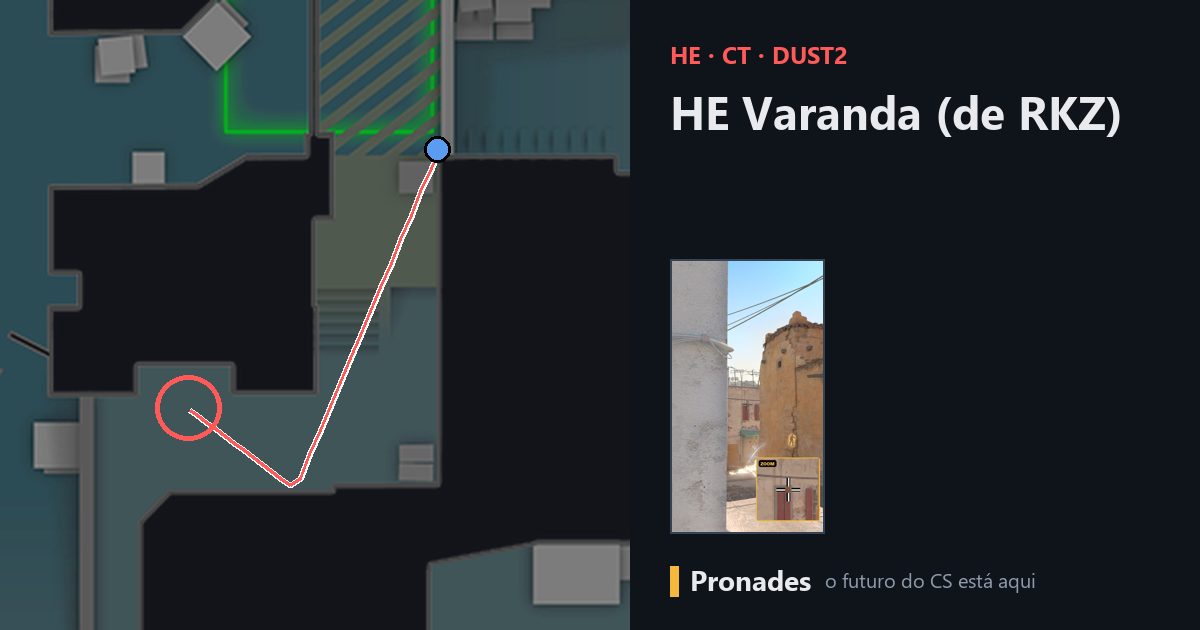 HE · CT · DUST2
HE Varanda (de RKZ)
ZOOM
Pronades o futuro do CS está aqui